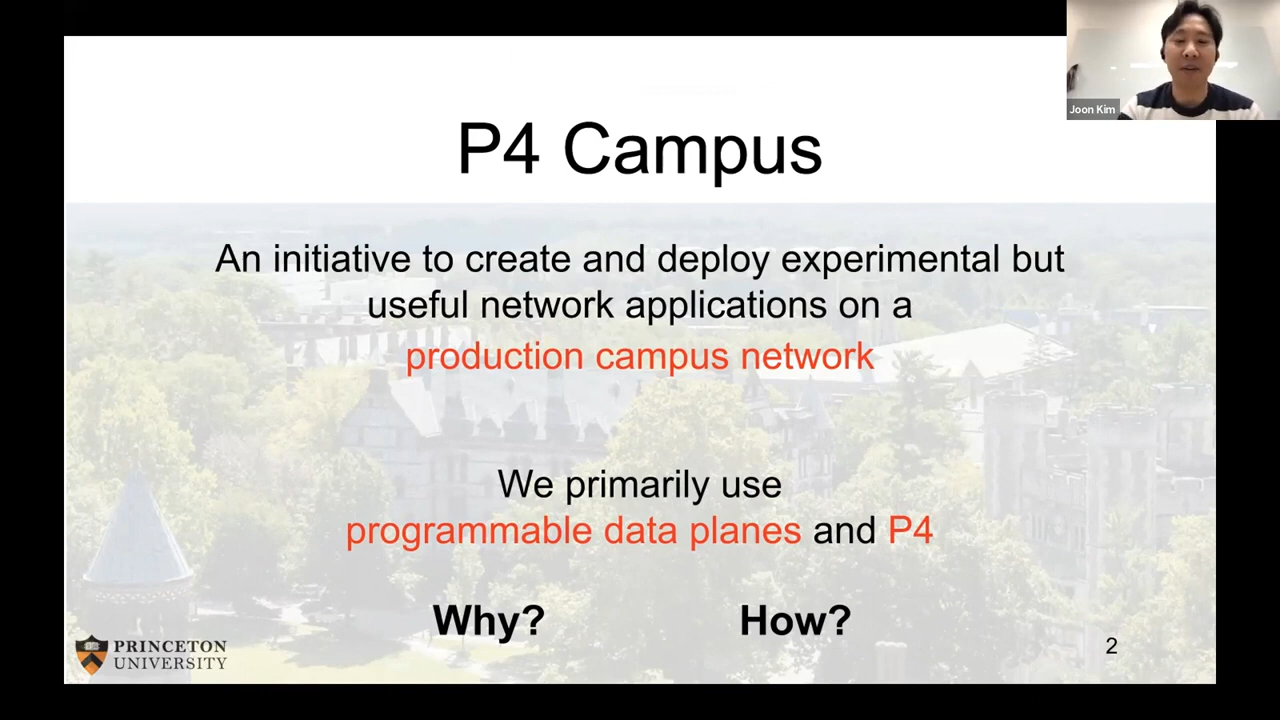 Joon Kim
P4 Campus
An initiative to create and deploy experimental but
useful network applications on a
production campus network
We primarily use
programmable data planes and P4
Why? How?
PRINCETON
UNIVERSITY
2